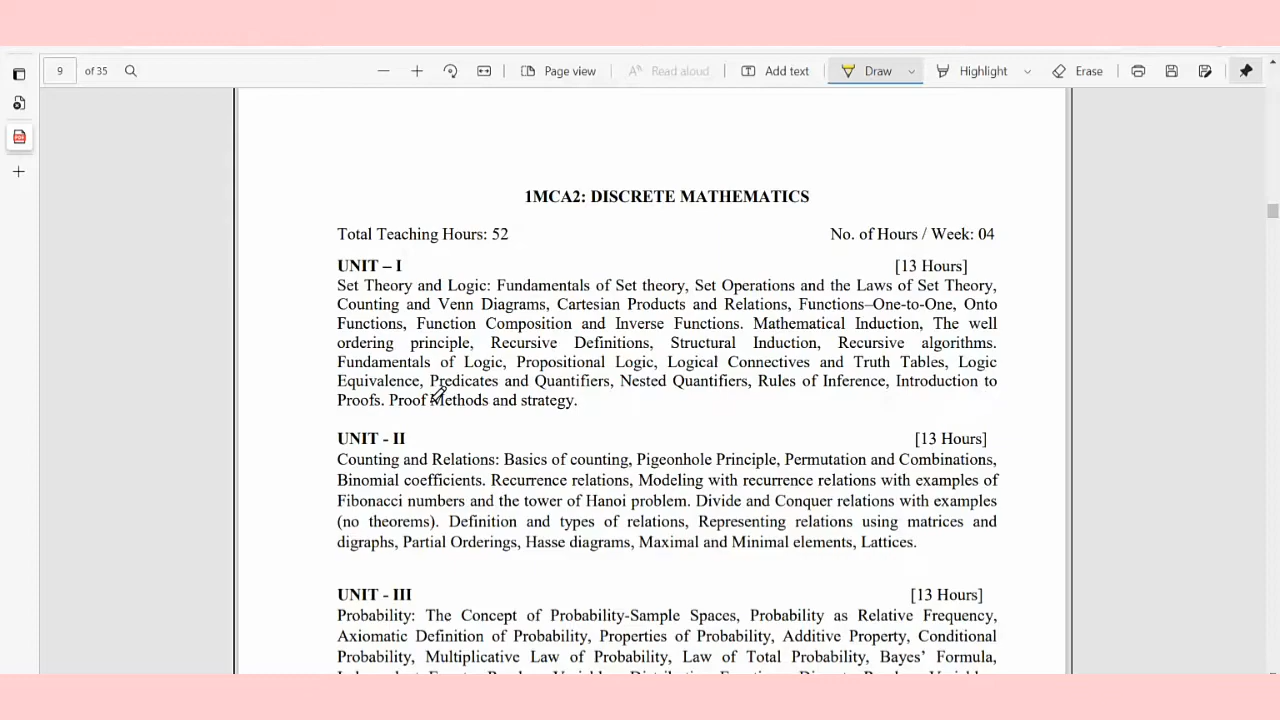 9 of 35 Page view Read aloud Add text Draw Highlight Erase
1MCA2: DISCRETE MATHEMATICS
Total Teaching Hours: 52 No. of Hours / Week: 04
UNIT – I [13 Hours]
Set Theory and Logic: Fundamentals of Set theory, Set Operations and the Laws of Set Theory,
Counting and Venn Diagrams, Cartesian Products and Relations, Functions–One-to-One, Onto
Functions, Function Composition and Inverse Functions. Mathematical Induction, The well
ordering principle, Recursive Definitions, Structural Induction, Recursive algorithms.
Fundamentals of Logic, Propositional Logic, Logical Connectives and Truth Tables, Logic
Equivalence, Predicates and Quantifiers, Nested Quantifiers, Rules of Inference, Introduction to
Proofs. Proof Methods and strategy.
UNIT - II [13 Hours]
Counting and Relations: Basics of counting, Pigeonhole Principle, Permutation and Combinations,
Binomial coefficients. Recurrence relations, Modeling with recurrence relations with examples of
Fibonacci numbers and the tower of Hanoi problem. Divide and Conquer relations with examples
(no theorems). Definition and types of relations, Representing relations using matrices and
digraphs, Partial Orderings, Hasse diagrams, Maximal and Minimal elements, Lattices.
UNIT - III [13 Hours]
Probability: The Concept of Probability-Sample Spaces, Probability as Relative Frequency,
Axiomatic Definition of Probability, Properties of Probability, Additive Property, Conditional
Probability, Multiplicative Law of Probability, Law of Total Probability, Bayes’ Formula,